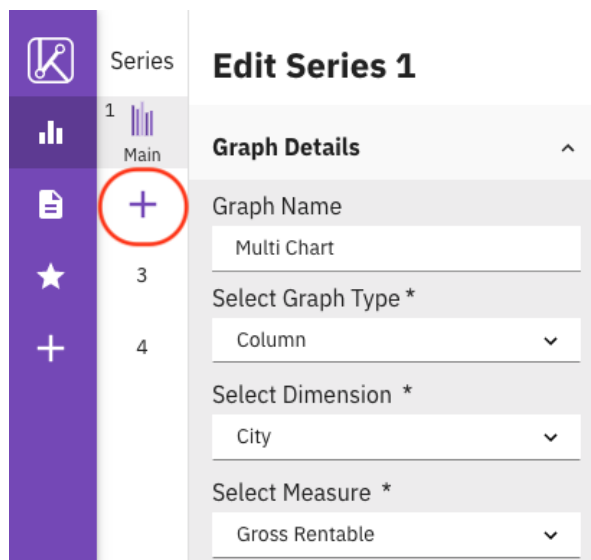 Series
1
Main
3
4
Edit Series 1
Graph Details
Graph Name
Multi Chart
Select Graph Type *
Column
Select Dimension *
City
Select Measure *
Gross Rentable